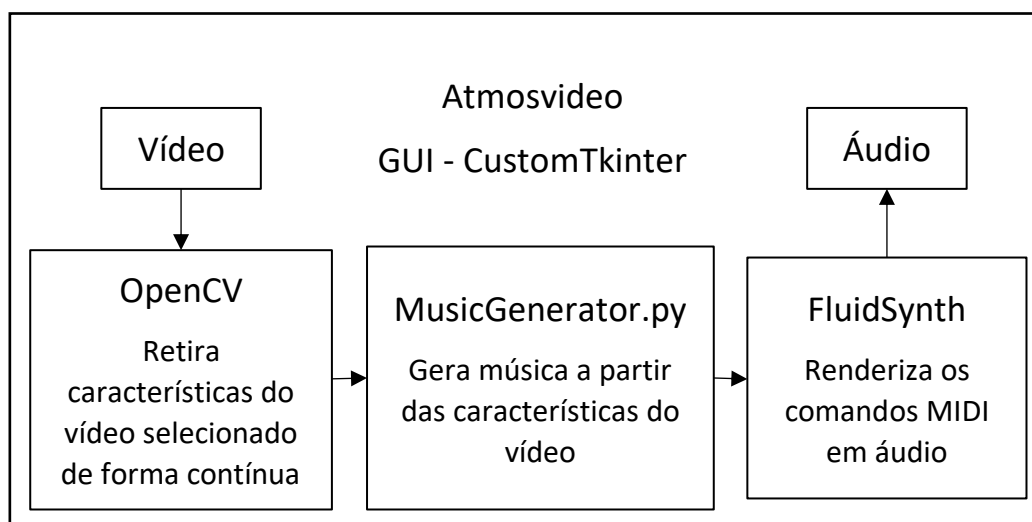 Atmosvideo
GUI - CustomTkinter
Vídeo
Áudio
OpenCV
Retira
características do
vídeo selecionado
de forma contínua
MusicGenerator.py
Gera música a partir
das características do
vídeo
FluidSynth
Renderiza os
comandos MIDI
em áudio